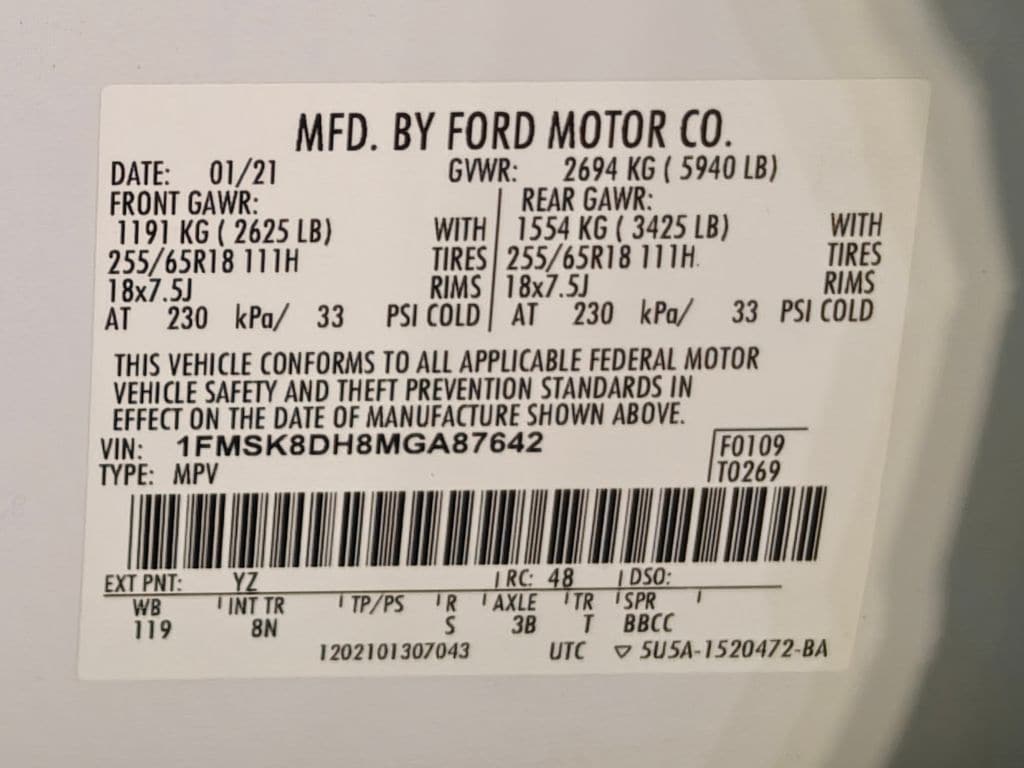 MFD. BY FORD MOTOR CO.
DATE: 01/21 GVWR: 2694 KG ( 5940 LB)
FRONT GAWR: REAR GAWR:
1191 KG ( 2625 LB) WITH 1554 KG ( 3425 LB) WITH
255/65R18 111H TIRES 255/65R18 111H TIRES
18x7.5J RIMS 18x7.5J RIMS
AT 230 kPa/ 33 PSI COLD AT 230 kPa/ 33 PSI COLD
THIS VEHICLE CONFORMS TO ALL APPLICABLE FEDERAL MOTOR
VEHICLE SAFETY AND THEFT PREVENTION STANDARDS IN
EFFECT ON THE DATE OF MANUFACTURE SHOWN ABOVE.
VIN: 1FMSK8DH8MGA87642 F0109
TYPE: MPV T0269
EXT PNT: YZ RC: 48 DSO:
WB INT TR TP/PS R AXLE TR SPR
119 8N S 3B T BBCC
1202101307043 UTC ▽ 5U5A-1520472-BA